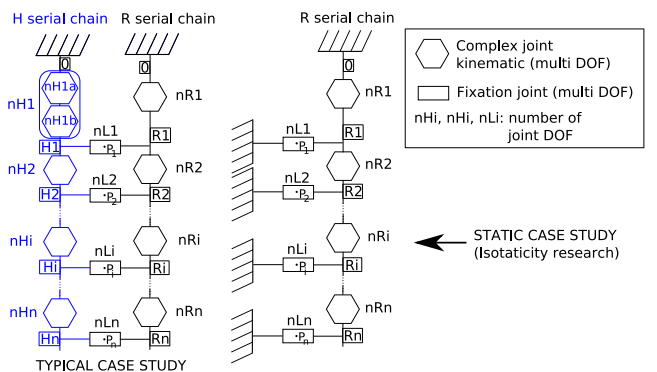 H serial chain
R serial chain
0
0
nH1
nH1a
nH1b
nR1
nL1
H1
P1
R1
nH2
nR2
nL2
H2
P2
R2
nHi
nRi
nLi
Hi
Pi
Ri
nHn
nRn
nLn
Hn
Pn
Rn
TYPICAL CASE STUDY
R serial chain
0
nR1
nL1
P1
R1
nR2
nL2
P2
R2
nRi
nLi
Pi
Ri
nRn
nLn
Pn
Rn
Complex joint
kinematic (multi DOF)
Fixation joint (multi DOF)
nHi, nHi, nLi: number of
joint DOF
STATIC CASE STUDY
(Isotaticity research)